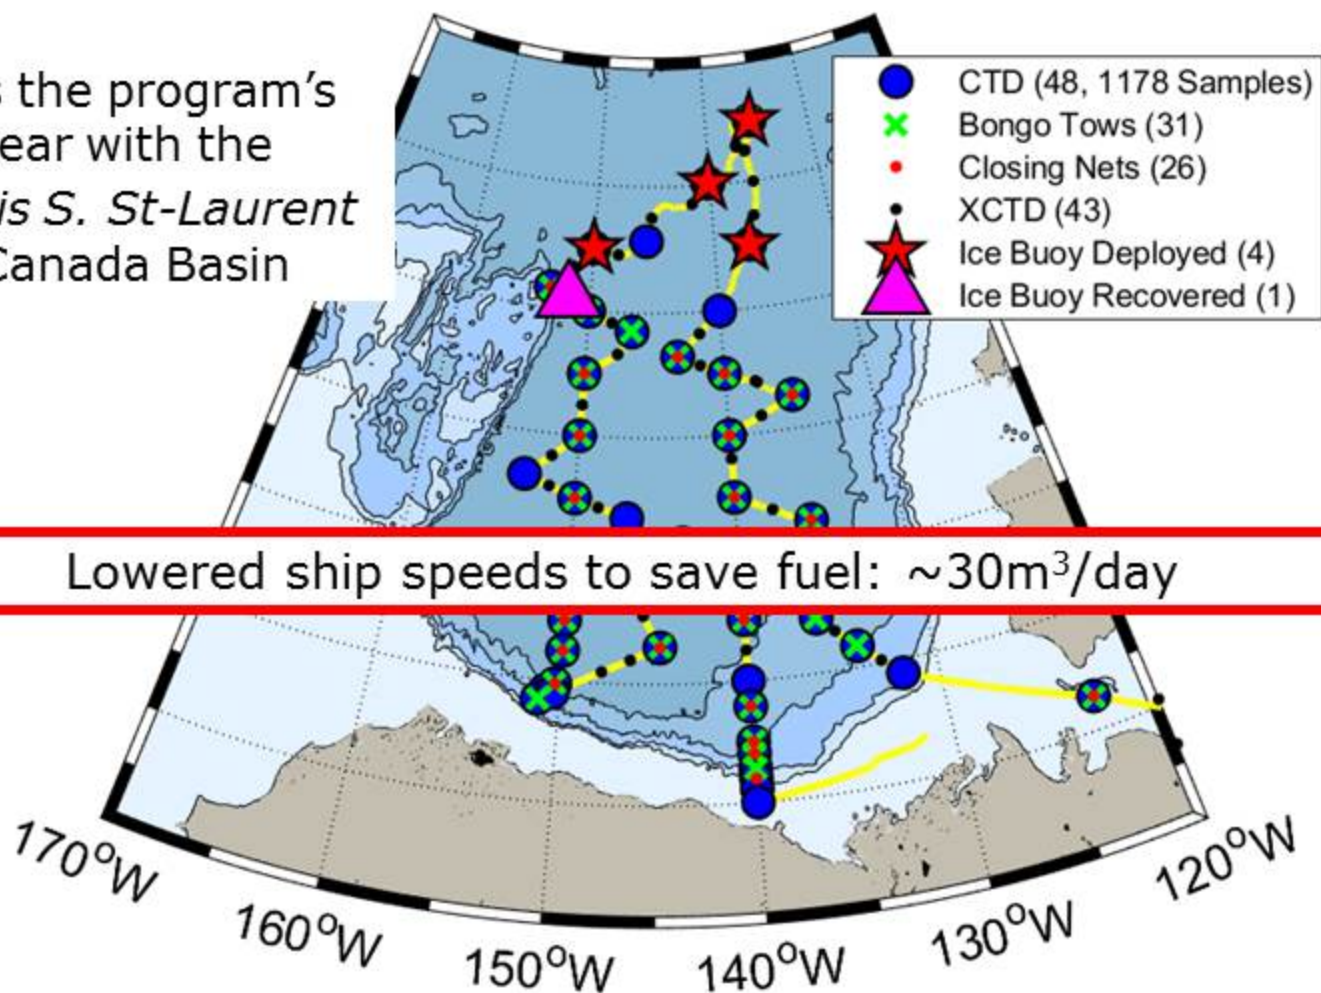 the program's
ear with the
is S. St-Laurent
Canada Basin
CTD (48, 1178 Samples)
Bongo Tows (31)
Closing Nets (26)
XCTD (43)
Ice Buoy Deployed (4)
Ice Buoy Recovered (1)
Lowered ship speeds to save fuel: ~30m³/day
170°W
160°W
150°W
140°W
130°W
120°W